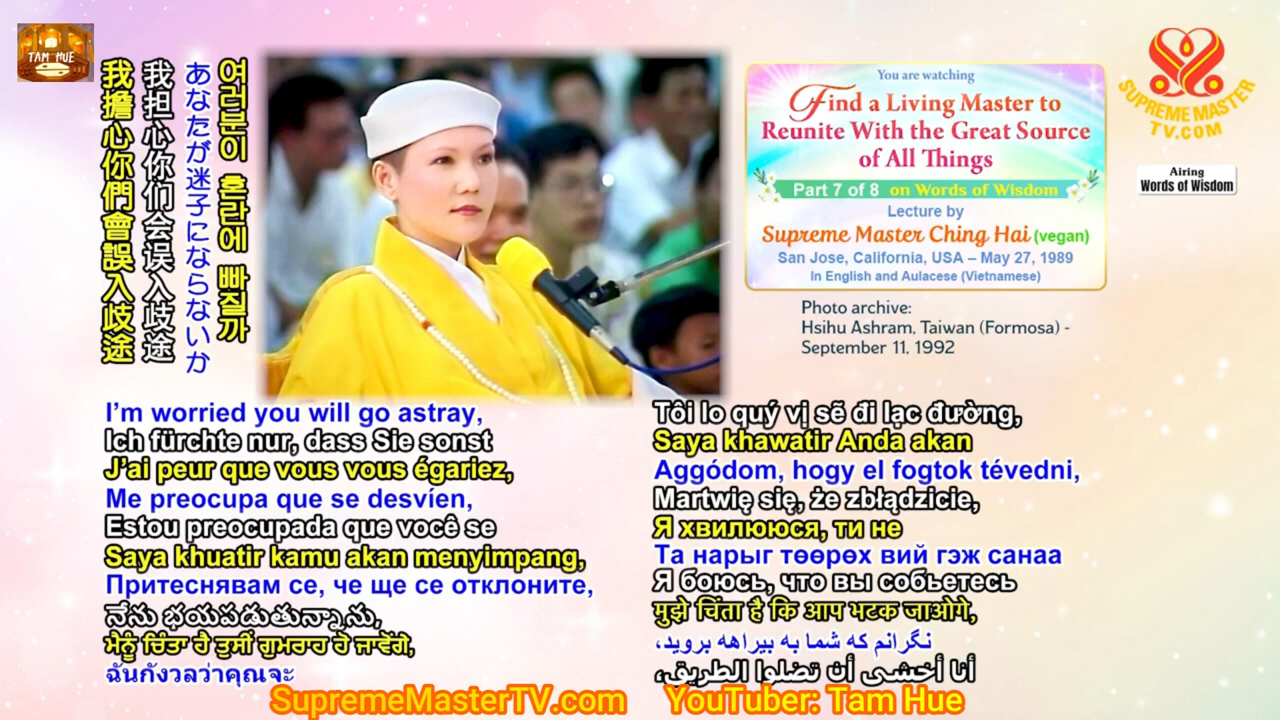 TAM HUE
我擔心你們會誤入歧途
我担心你们会误入歧途
あなたが迷子にならないか
여러분이 혼란에 빠질까
You are watching
Find a Living Master to
Reunite With the Great Source
of All Things
Part 7 of 8 on Words of Wisdom
Lecture by
Supreme Master Ching Hai (vegan)
San Jose, California, USA – May 27, 1989
In English and Aulacese (Vietnamese)
Photo archive:
Hsihu Ashram, Taiwan (Formosa) -
September 11, 1992
SUPREME MASTER
TV.COM
Airing
Words of Wisdom
I'm worried you will go astray,
Ich fürchte nur, dass Sie sonst
J'ai peur que vous vous égariez,
Me preocupa que se desvíen,
Estou preocupada que você se
Saya khuatir kamu akan menyimpang,
Притеснявам се, че ще се отклоните,
నేను భయపడుతున్నాను,
ਮੈਨੂੰ ਚਿੰਤਾ ਹੈ ਤੁਸੀਂ ਗੁਮਰਾਹ ਹੋ ਜਾਵੋਂਗੇ,
ฉันกังวลว่าคุณจะ
Tôi lo quý vị sẽ đi lạc đường,
Saya khawatir Anda akan
Aggódom, hogy el fogtok tévedni,
Martwię się, że zbłądzicie,
Я хвилююся, ти не
Та нарыг төөрөх вий гэж санаа
Я боюсь, что вы собьетесь
मुझे चिंता है कि आप भटक जाओगे,
نگرانم که شما به بیراهه بروید،
أنا أخشى أن تضلوا الطريق،
SupremeMasterTV.com YouTuber: Tam Hue